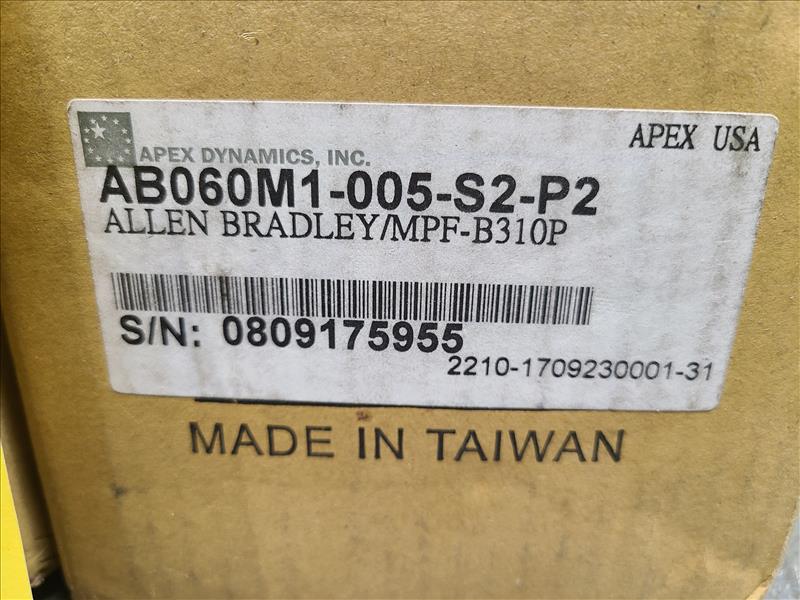 APEX DYNAMICS, INC.
APEX USA
AB060M1-005-S2-P2
ALLEN BRADLEY/MPF-B310P
S/N: 0809175955
2210-1709230001-31
MADE IN TAIWAN